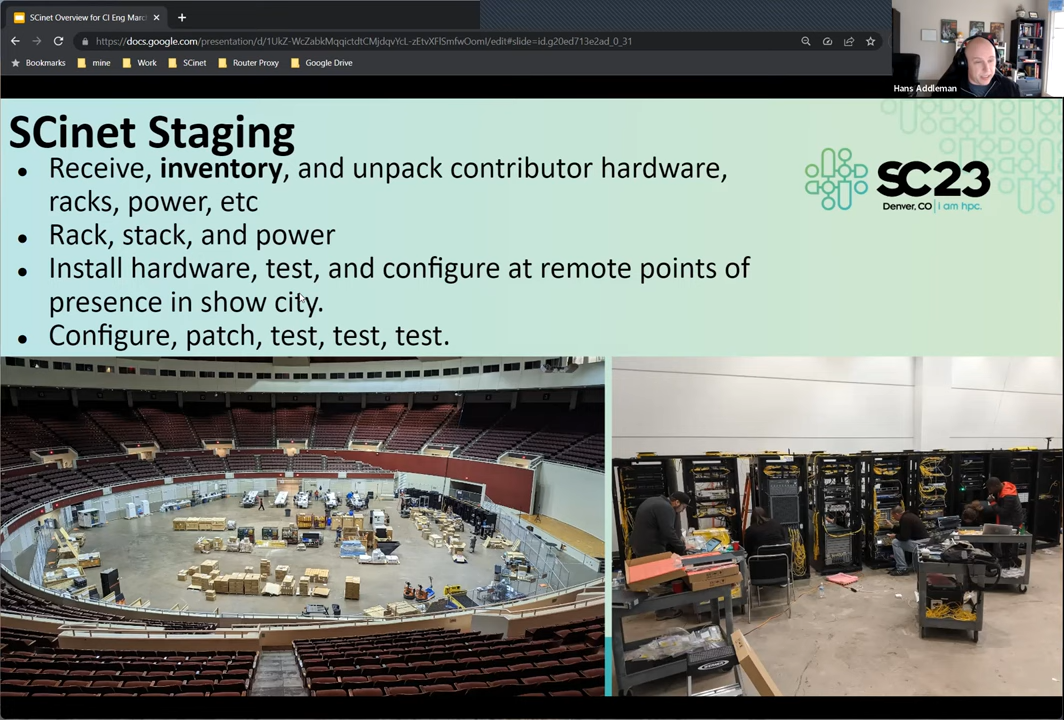 SCinet Overview for CI Eng Marc
https://docs.google.com/presentation/d/1UkZ-WcZabkMqqictdtCMjdqvYcL-zEtvXFlSmfwOomI/edit#slide=id.g20ed713e2ad_0_31
Bookmarks mine Work SCinet Router Proxy Google Drive
Hans Addleman
SCinet Staging
• Receive, inventory, and unpack contributor hardware,
racks, power, etc
• Rack, stack, and power
• Install hardware, test, and configure at remote points of
presence in show city.
• Configure, patch, test, test, test.
SC23
Denver, CO | i am hpc.